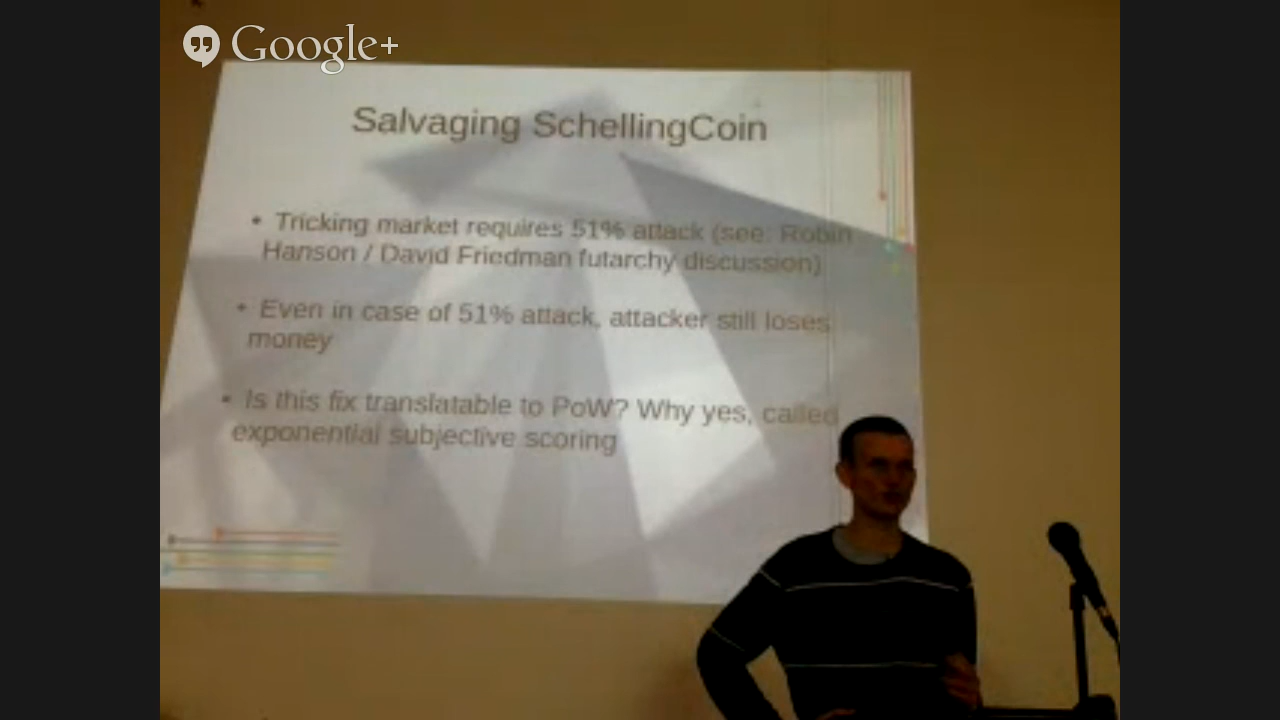 Google+
Salvaging SchellingCoin
• Tricking market requires 51% attack (see: Robin
Hanson / David Friedman futarchy discussion)
• Even in case of 51% attack, attacker still loses
money
• Is this fix translatable to PoW? Why yes, called
exponential subjective scoring